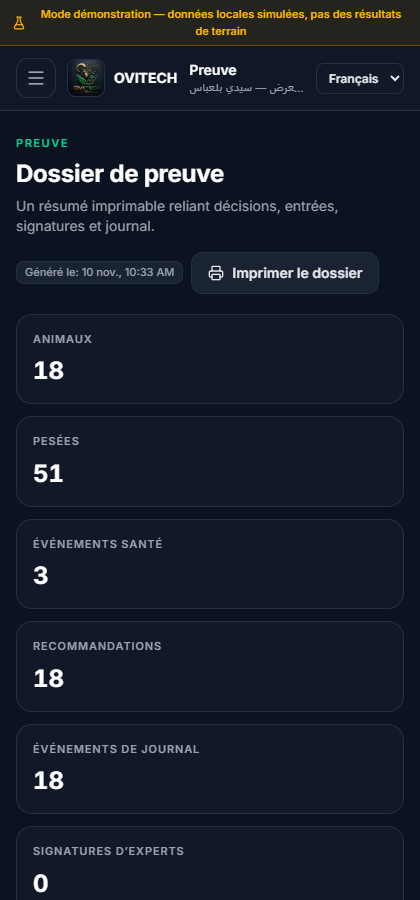 Mode démonstration — données locales simulées, pas des résultats
de terrain
OVITECH
Preuve
...عرض — سيدي بلعباس
Français
PREUVE
Dossier de preuve
Un résumé imprimable reliant décisions, entrées,
signatures et journal.
Généré le: 10 nov., 10:33 AM
Imprimer le dossier
ANIMAUX
18
PESÉES
51
ÉVÉNEMENTS SANTÉ
3
RECOMMANDATIONS
18
ÉVÉNEMENTS DE JOURNAL
18
SIGNATURES D’EXPERTS
0